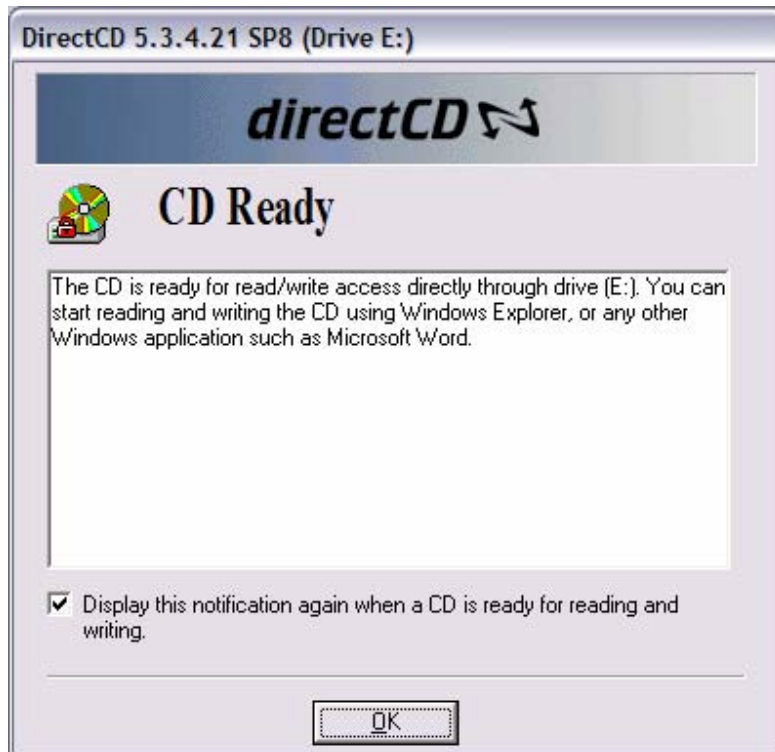 DirectCD 5.3.4.21 SP8 (Drive E:)
directCD
CD Ready
The CD is ready for read/write access directly through drive (E:). You can
start reading and writing the CD using Windows Explorer, or any other
Windows application such as Microsoft Word.
Display this notification again when a CD is ready for reading and
writing.
OK